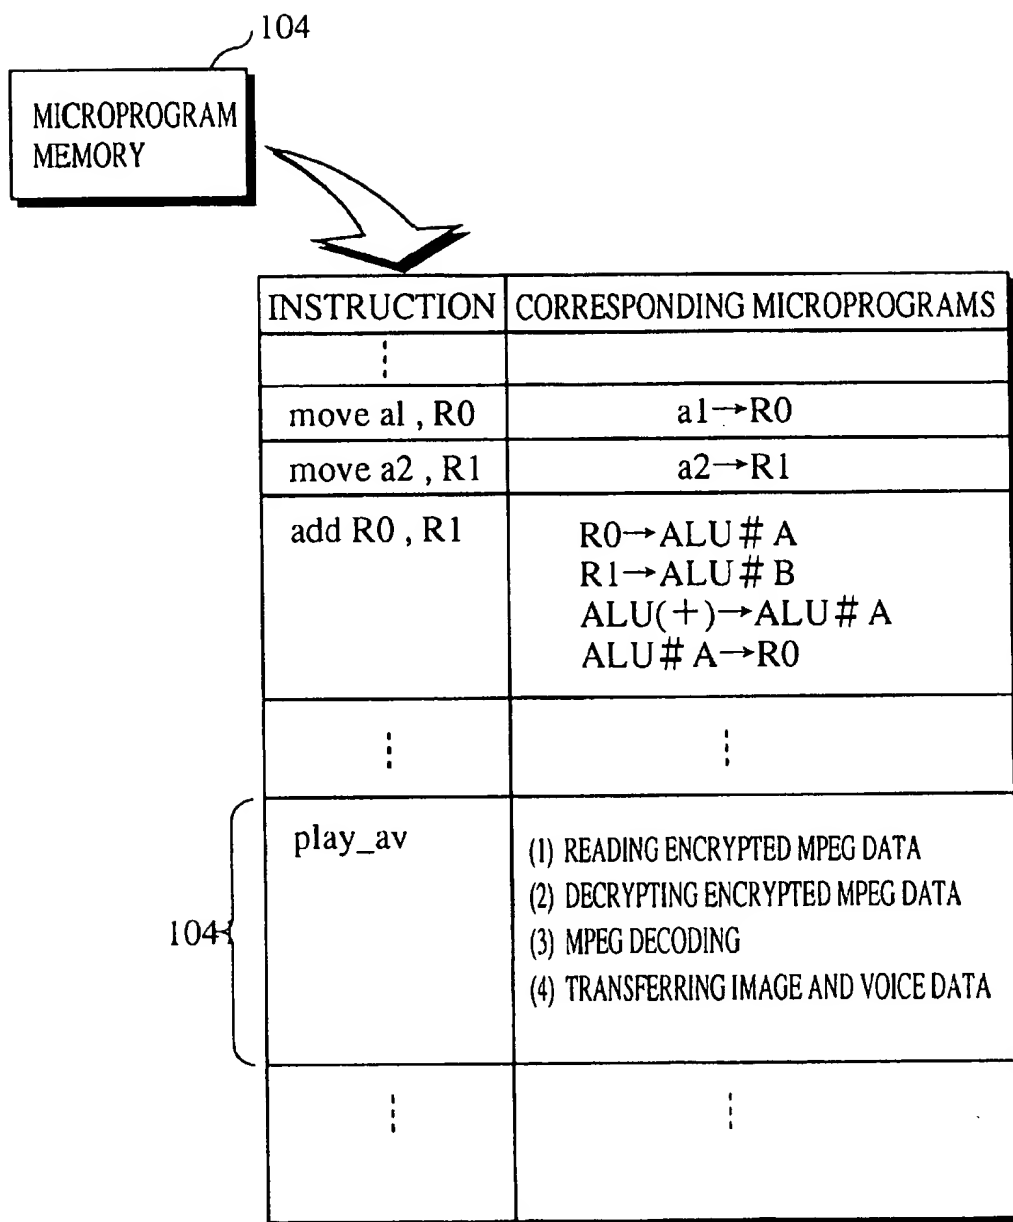 104
MICROPROGRAM
MEMORY
INSTRUCTION CORRESPONDING MICROPROGRAMS
move a1 , R0 a1→R0
move a2 , R1 a2→R1
add R0 , R1 R0→ALU# A
R1→ALU# B
ALU(+)→ALU# A
ALU# A→R0
104
play_av (1) READING ENCRYPTED MPEG DATA
(2) DECRYPTING ENCRYPTED MPEG DATA
(3) MPEG DECODING
(4) TRANSFERRING IMAGE AND VOICE DATA